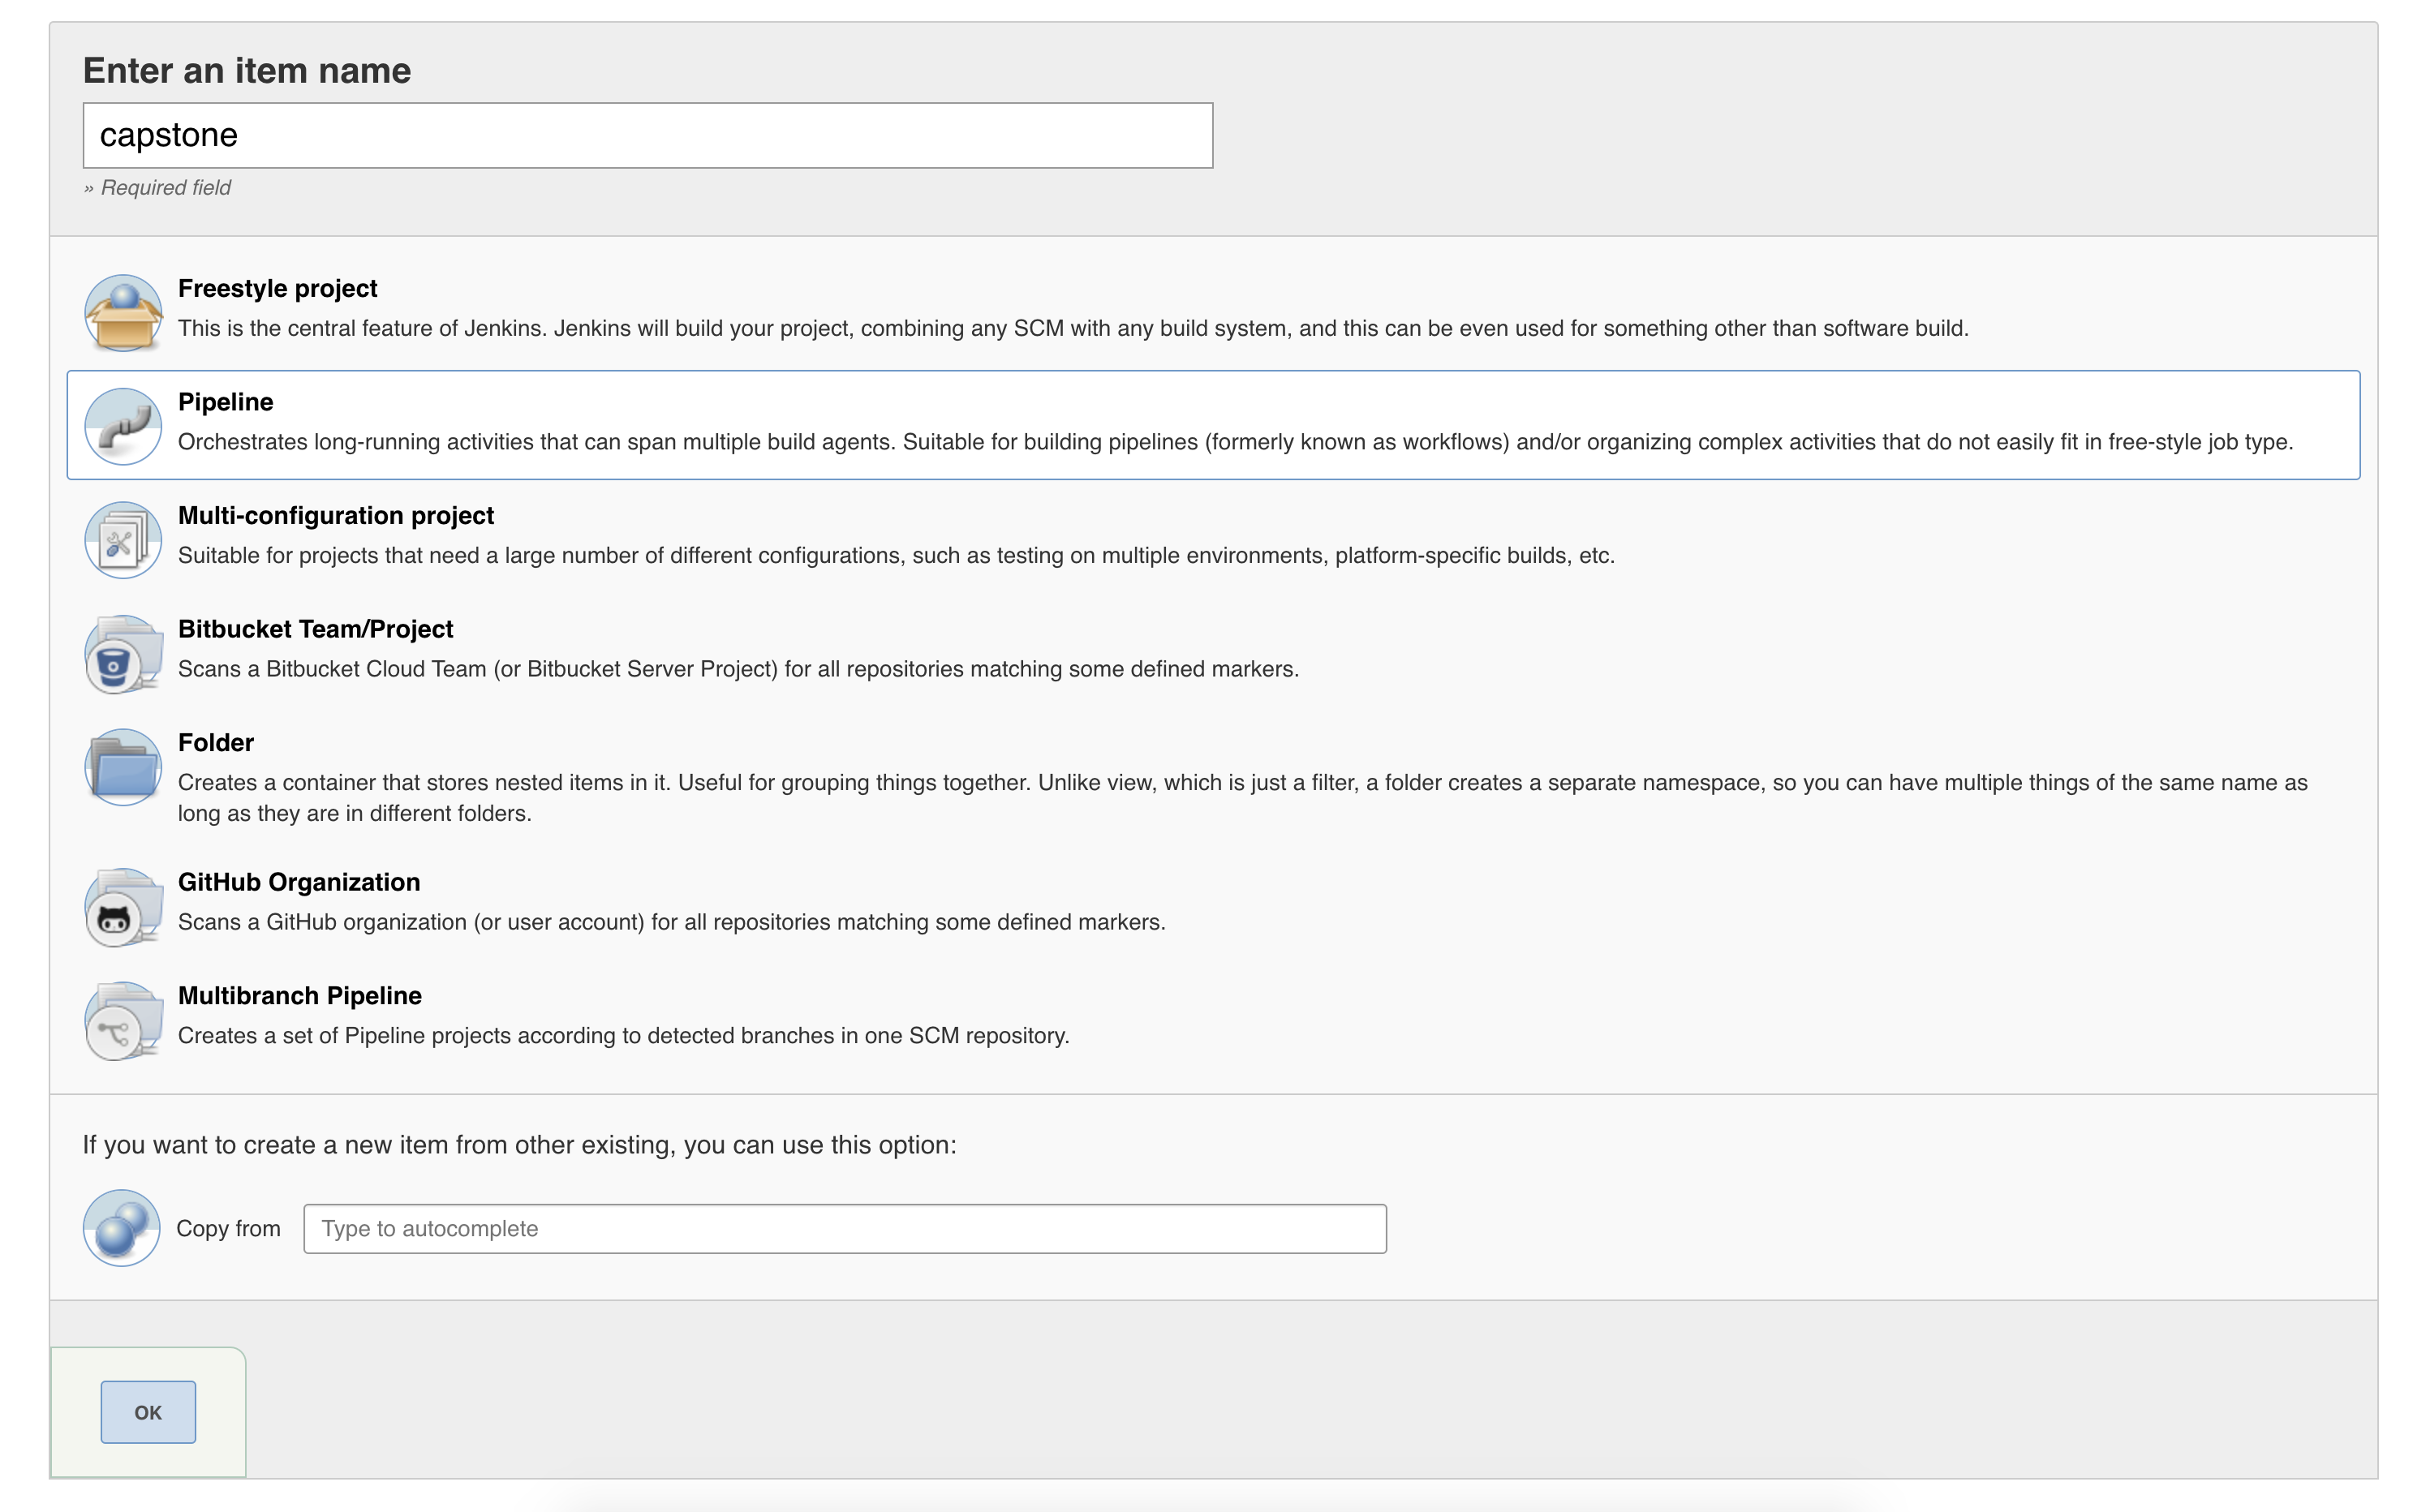 Enter an item name
capstone
» Required field
Freestyle project
This is the central feature of Jenkins. Jenkins will build your project, combining any SCM with any build system, and this can be even used for something other than software build.
Pipeline
Orchestrates long-running activities that can span multiple build agents. Suitable for building pipelines (formerly known as workflows) and/or organizing complex activities that do not easily fit in free-style job type.
Multi-configuration project
Suitable for projects that need a large number of different configurations, such as testing on multiple environments, platform-specific builds, etc.
Bitbucket Team/Project
Scans a Bitbucket Cloud Team (or Bitbucket Server Project) for all repositories matching some defined markers.
Folder
Creates a container that stores nested items in it. Useful for grouping things together. Unlike view, which is just a filter, a folder creates a separate namespace, so you can have multiple things of the same name as
long as they are in different folders.
GitHub Organization
Scans a GitHub organization (or user account) for all repositories matching some defined markers.
Multibranch Pipeline
Creates a set of Pipeline projects according to detected branches in one SCM repository.
If you want to create a new item from other existing, you can use this option:
Copy from
Type to autocomplete
OK